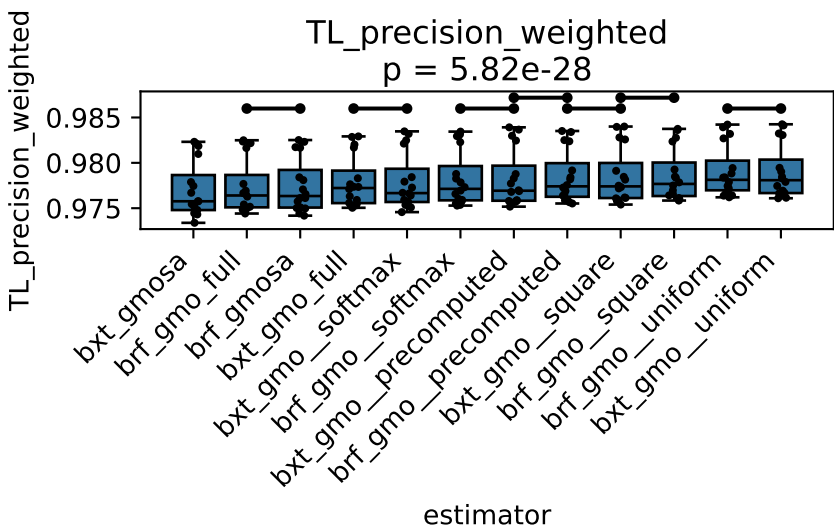 TL_precision_weighted
p = 5.82e-28
TL_precision_weighted
0.985
0.980
0.975
bxt_gmosa
brf_gmo_full
brf_gmosa
bxt_gmo_full
bxt_gmo__softmax
brf_gmo__softmax
bxt_gmo__precomputed
brf_gmo__precomputed
bxt_gmo__square
brf_gmo__square
brf_gmo__uniform
bxt_gmo__uniform
estimator